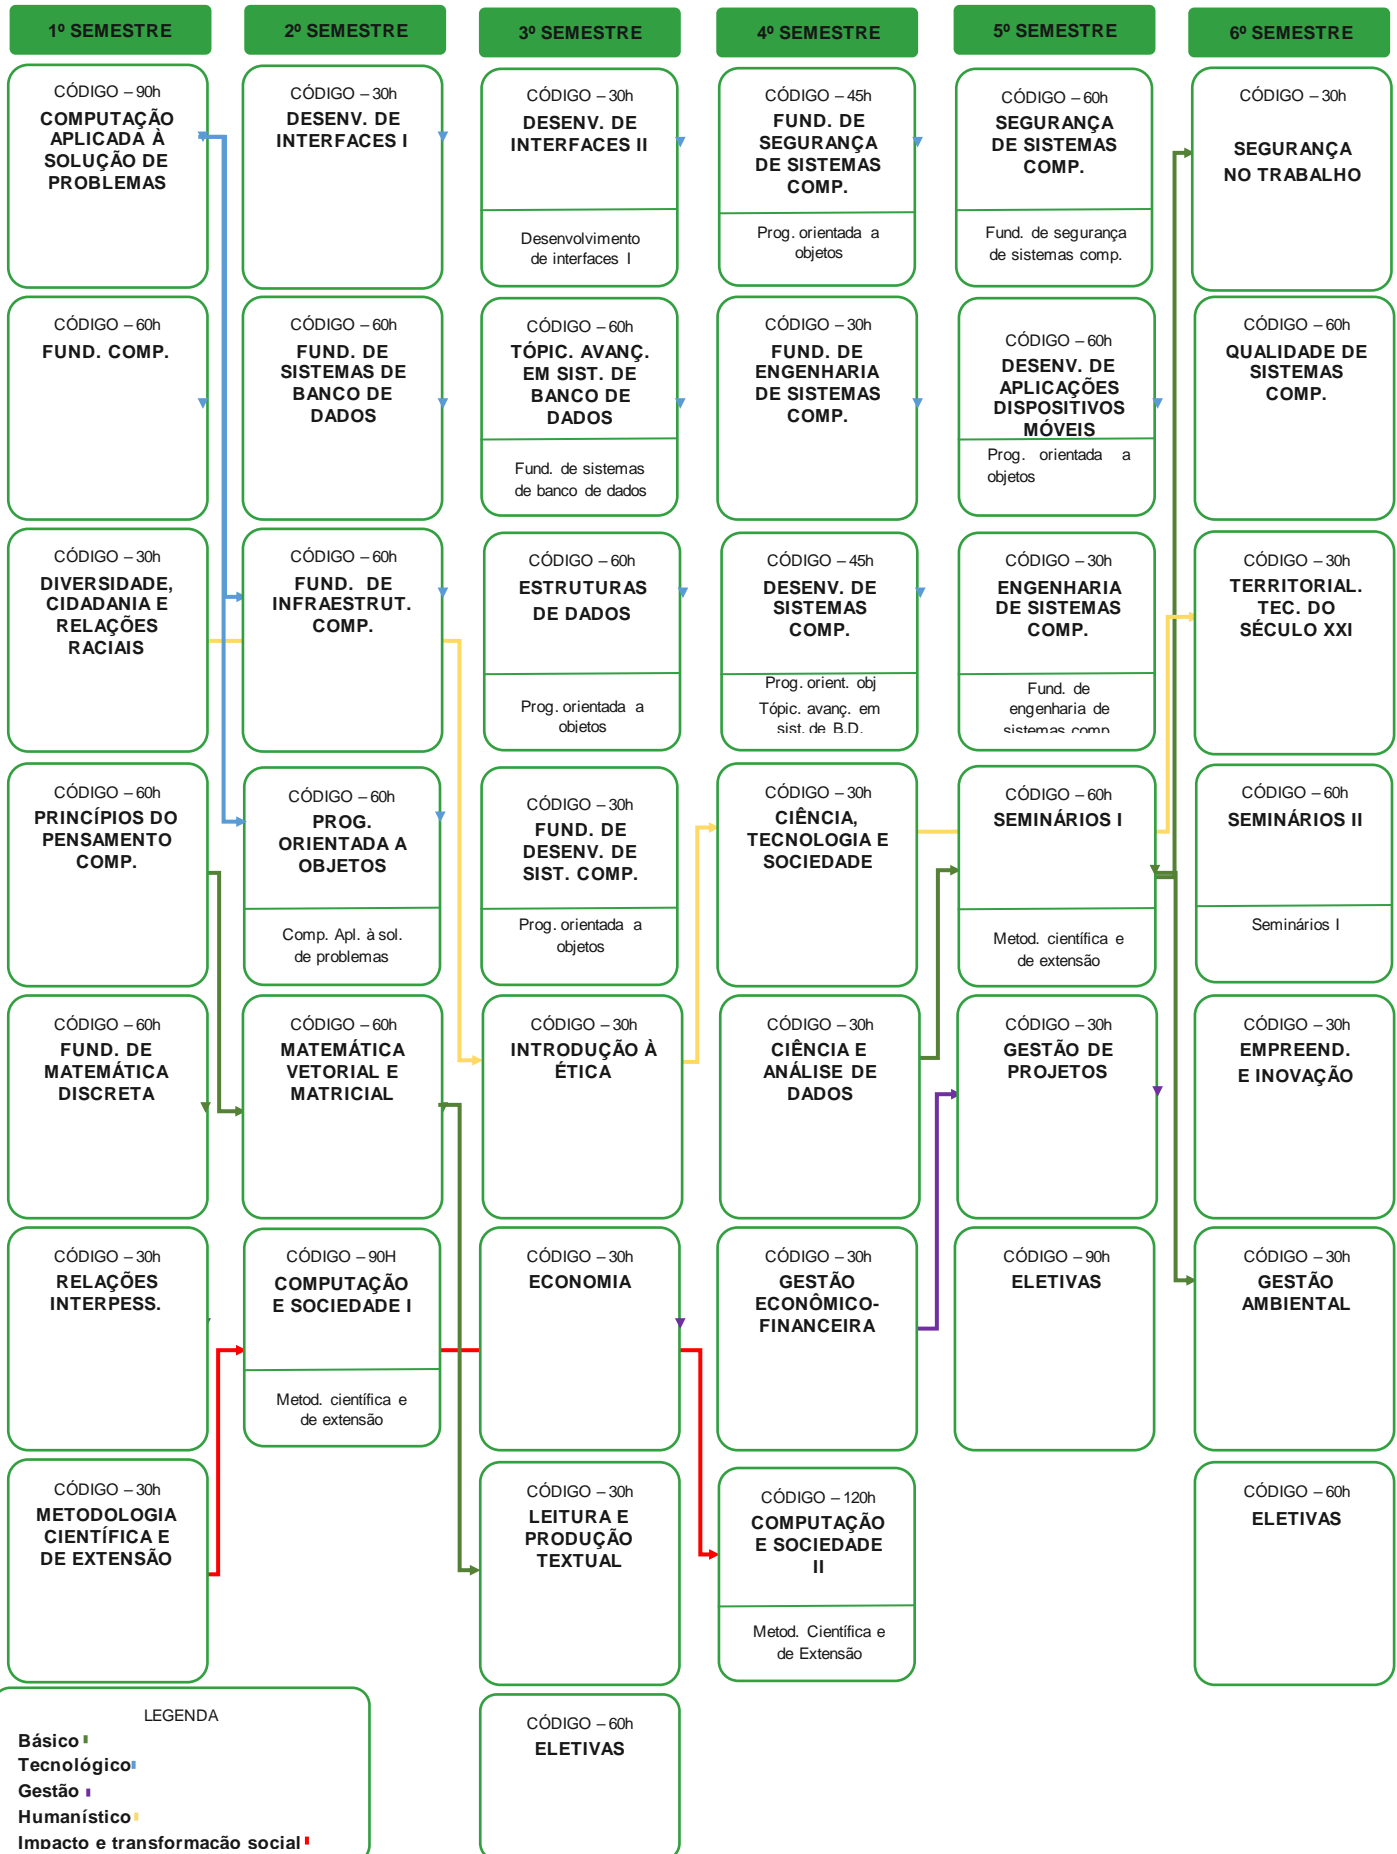 1º SEMESTRE
2º SEMESTRE
3º SEMESTRE
4º SEMESTRE
5º SEMESTRE
6º SEMESTRE
CÓDIGO – 90h
COMPUTAÇÃO
APLICADA À
SOLUÇÃO DE
PROBLEMAS
CÓDIGO – 30h
DESENV. DE
INTERFACES I
CÓDIGO – 30h
DESENV. DE
INTERFACES II
Desenvolvimento
de interfaces I
CÓDIGO – 45h
FUND. DE
SEGURANÇA
DE SISTEMAS
COMP.
Prog. orientada a
objetos
CÓDIGO – 60h
SEGURANÇA
DE SISTEMAS
COMP.
Fund. de segurança
de sistemas comp.
CÓDIGO – 30h
SEGURANÇA
NO TRABALHO
CÓDIGO – 60h
FUND. COMP.
CÓDIGO – 60h
FUND. DE
SISTEMAS DE
BANCO DE
DADOS
CÓDIGO – 60h
TÓPIC. AVANÇ.
EM SIST. DE
BANCO DE
DADOS
Fund. de sistemas
de banco de dados
CÓDIGO – 30h
FUND. DE
ENGENHARIA
DE SISTEMAS
COMP.
CÓDIGO – 60h
DESENV. DE
APLICAÇÕES
DISPOSITIVOS
MÓVEIS
Prog. orientada a
objetos
CÓDIGO – 60h
QUALIDADE DE
SISTEMAS
COMP.
CÓDIGO – 30h
DIVERSIDADE,
CIDADANIA E
RELAÇÕES
RACIAIS
CÓDIGO – 60h
FUND. DE
INFRAESTRUT.
COMP.
CÓDIGO – 60h
ESTRUTURAS
DE DADOS
Prog. orientada a
objetos
CÓDIGO – 45h
DESENV. DE
SISTEMAS
COMP.
Prog. orient. obj
Tópic. avanç. em
sist. de B.D.
CÓDIGO – 30h
ENGENHARIA
DE SISTEMAS
COMP.
Fund. de
engenharia de
sistemas comp.
CÓDIGO – 30h
TERRITORIAL.
TEC. DO
SÉCULO XXI
CÓDIGO – 60h
PRINCÍPIOS DO
PENSAMENTO
COMP.
CÓDIGO – 60h
PROG.
ORIENTADA A
OBJETOS
Comp. Apl. à sol.
de problemas
CÓDIGO – 30h
FUND. DE
DESENV. DE
SIST. COMP.
Prog. orientada a
objetos
CÓDIGO – 30h
CIÊNCIA,
TECNOLOGIA E
SOCIEDADE
CÓDIGO – 60h
SEMINÁRIOS I
Metod. científica e
de extensão
CÓDIGO – 60h
SEMINÁRIOS II
Seminários I
CÓDIGO – 60h
FUND. DE
MATEMÁTICA
DISCRETA
CÓDIGO – 60h
MATEMÁTICA
VETORIAL E
MATRICIAL
CÓDIGO – 30h
INTRODUÇÃO À
ÉTICA
CÓDIGO – 30h
CIÊNCIA E
ANÁLISE DE
DADOS
CÓDIGO – 30h
GESTÃO DE
PROJETOS
CÓDIGO – 30h
EMPREEND.
E INOVAÇÃO
CÓDIGO – 30h
RELAÇÕES
INTERPESS.
CÓDIGO – 90H
COMPUTAÇÃO
E SOCIEDADE I
Metod. científica e
de extensão
CÓDIGO – 30h
ECONOMIA
CÓDIGO – 30h
GESTÃO
ECONÔMICO-
FINANCEIRA
CÓDIGO – 90h
ELETIVAS
CÓDIGO – 30h
GESTÃO
AMBIENTAL
CÓDIGO – 30h
METODOLOGIA
CIENTÍFICA E
DE EXTENSÃO
CÓDIGO – 30h
LEITURA E
PRODUÇÃO
TEXTUAL
CÓDIGO – 120h
COMPUTAÇÃO
E SOCIEDADE
II
Metod. Científica e
de Extensão
CÓDIGO – 60h
ELETIVAS
CÓDIGO – 60h
ELETIVAS
LEGENDA
Básico
Tecnológico
Gestão
Humanístico
Impacto e transformação social